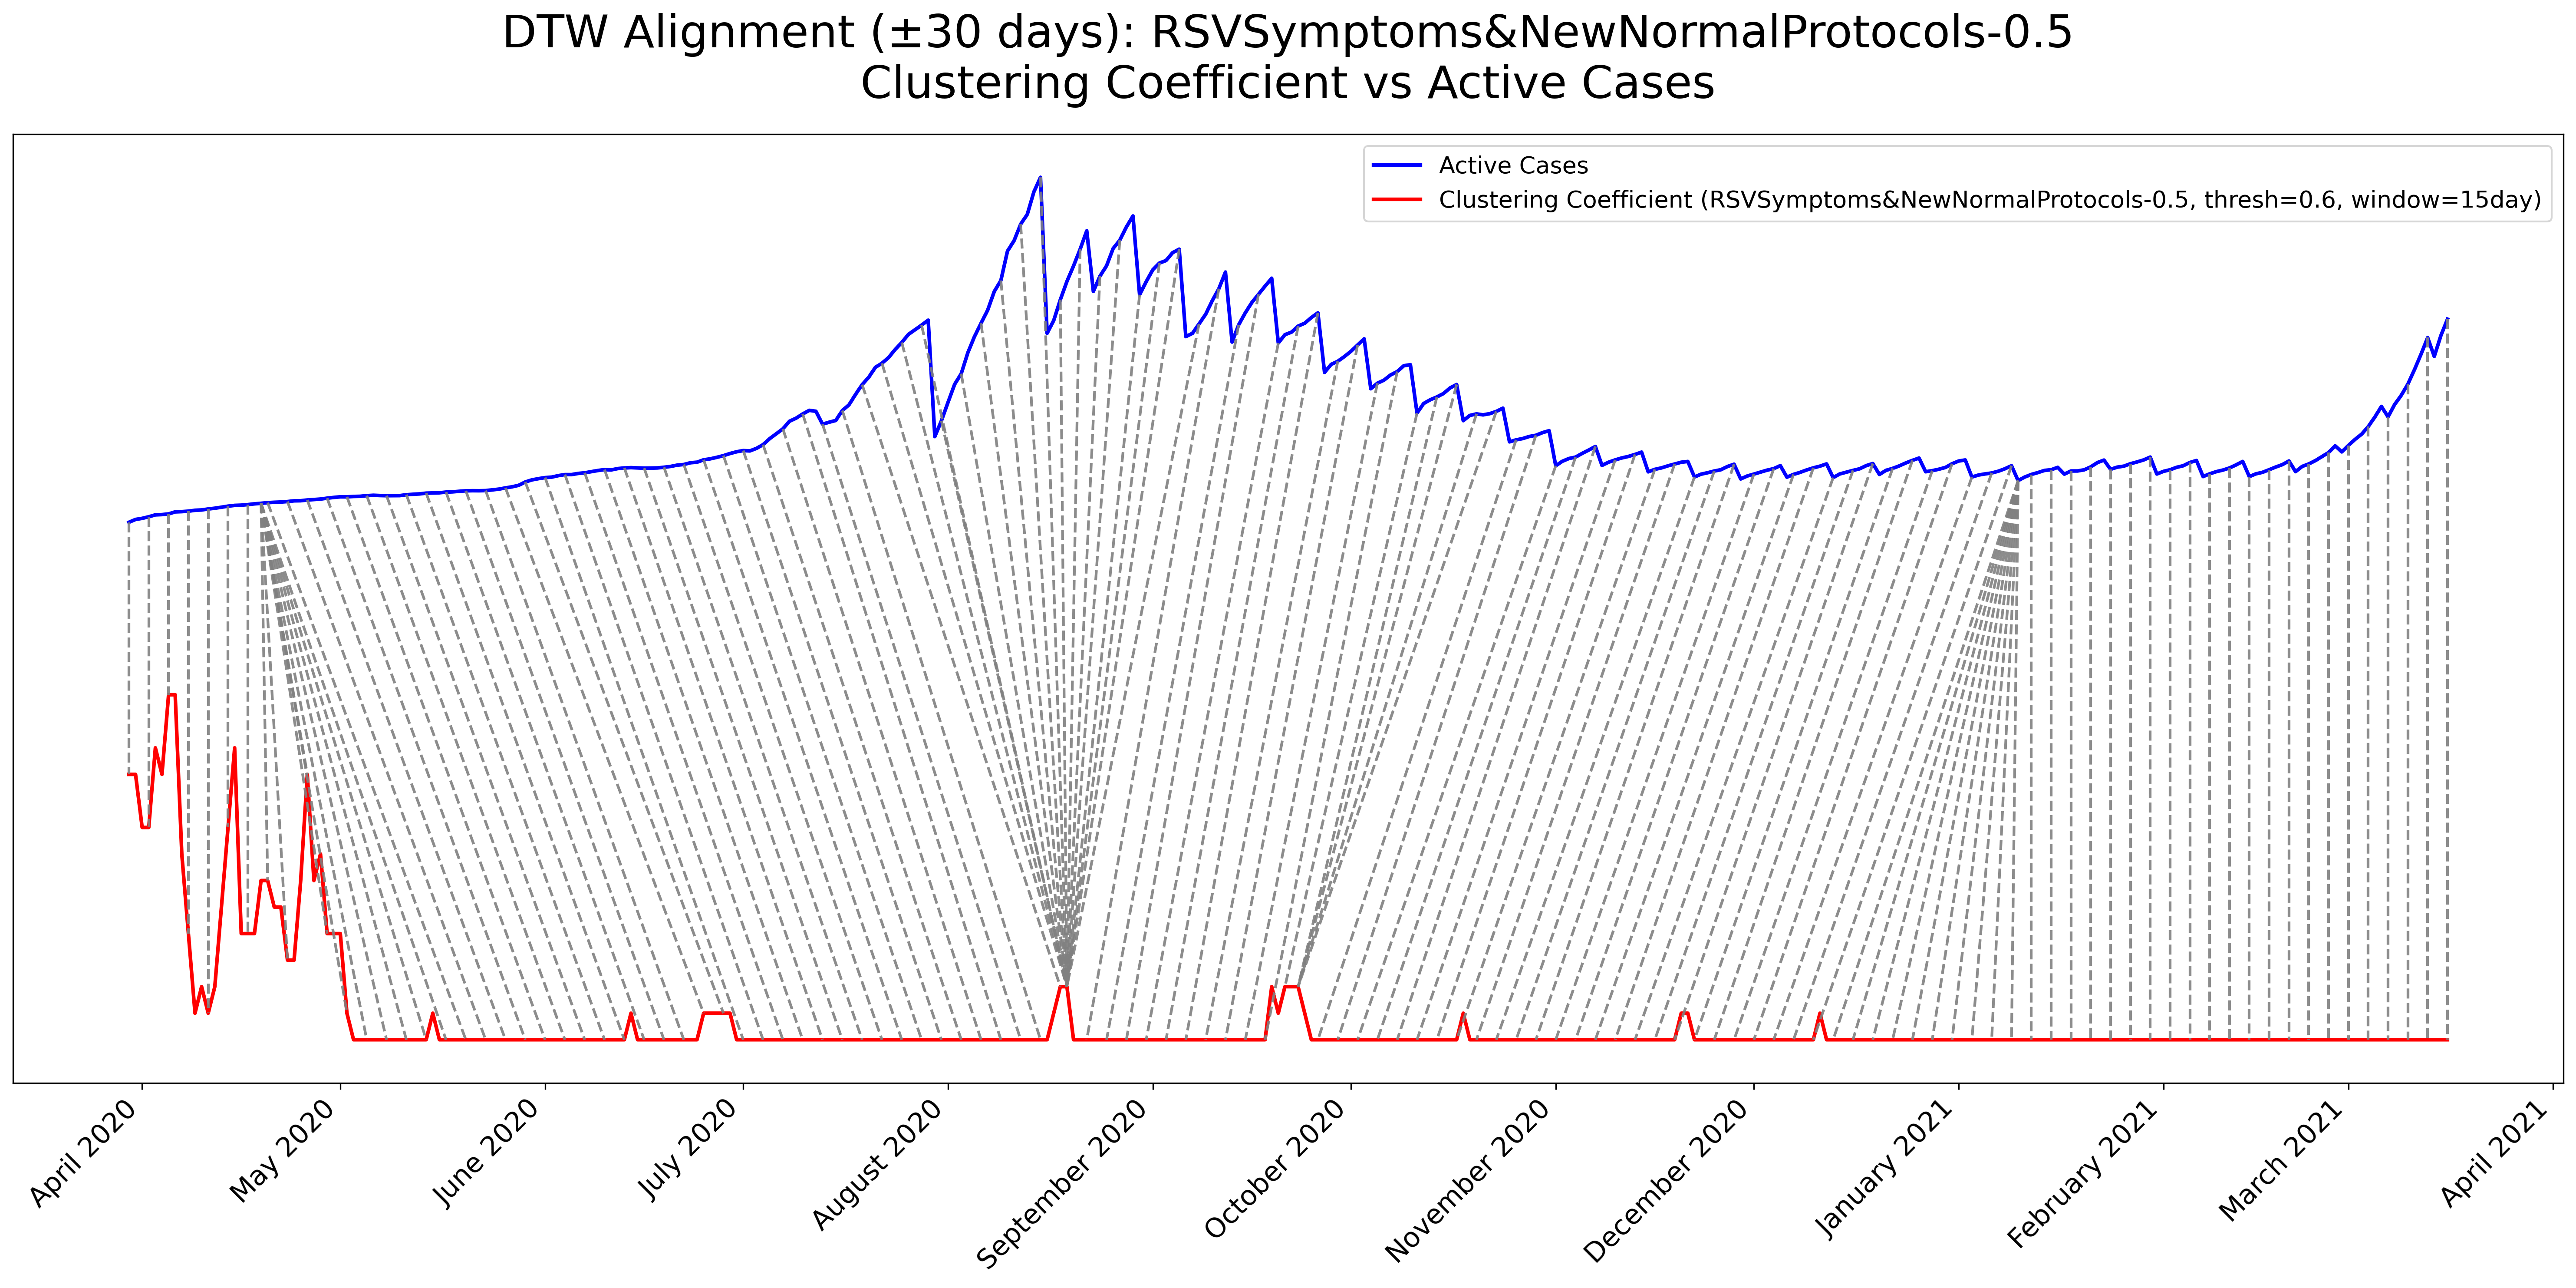 DTW Alignment (±30 days): RSVSymptoms&NewNormalProtocols-0.5
Clustering Coefficient vs Active Cases
Active Cases
Clustering Coefficient (RSVSymptoms&NewNormalProtocols-0.5, thresh=0.6, window=15day)
April 2020
May 2020
June 2020
July 2020
August 2020
September 2020
October 2020
November 2020
December 2020
January 2021
February 2021
March 2021
April 2021